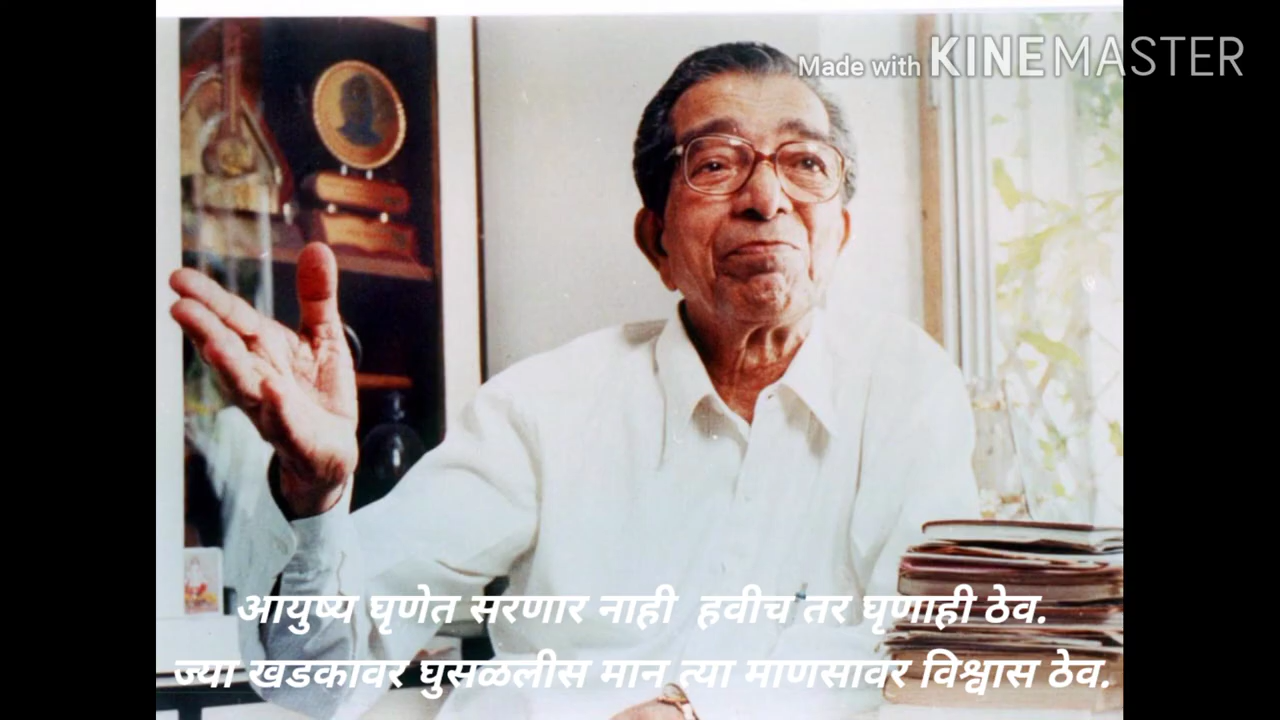 Made with KINEMASTER
आयुष्य घृणेत सरणार नाही हवीच तर घृणाही ठेव.
ज्या खडकावर घुसळलीस मान त्या माणसावर विश्वास ठेव.